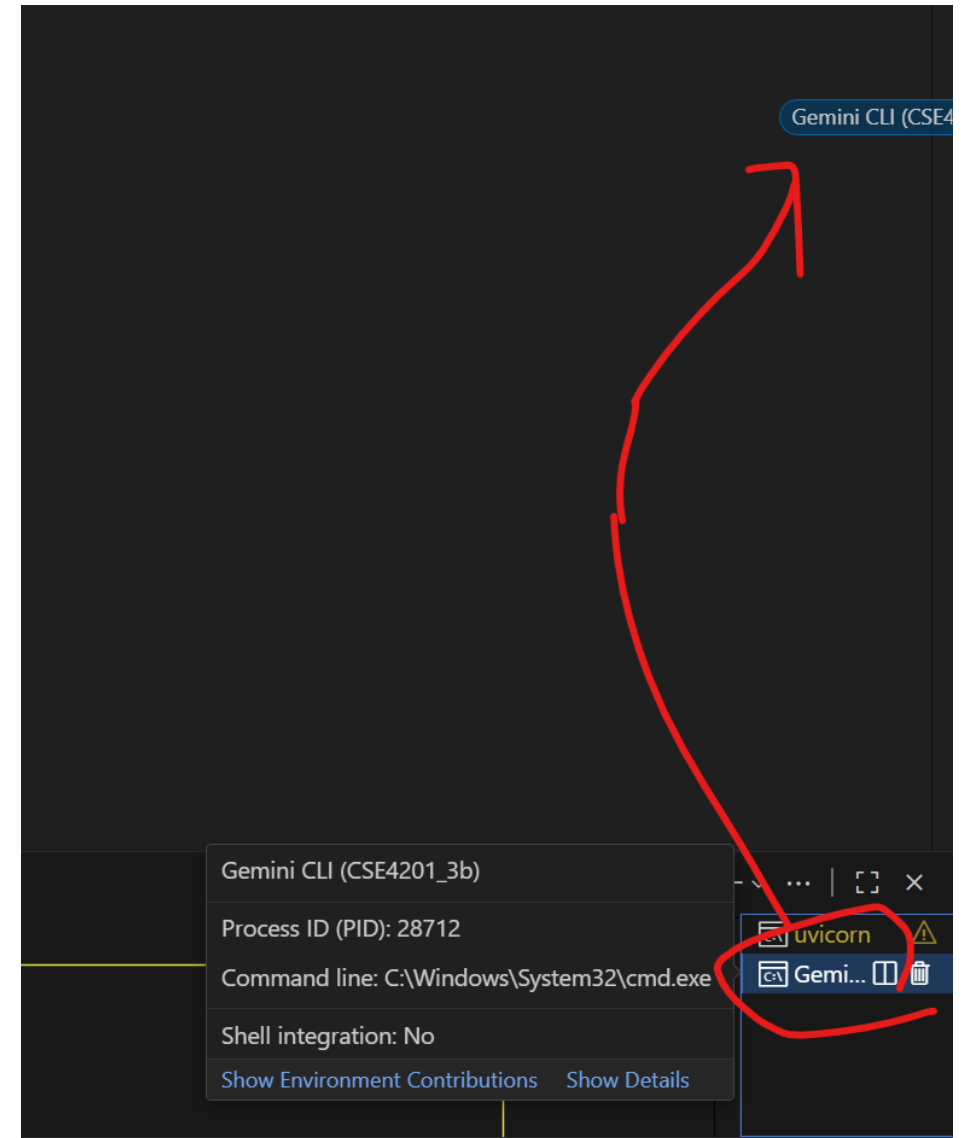 Gemini CLI (CSE4
Gemini CLI (CSE4201_3b)
Process ID (PID): 28712
Command line: C:\Windows\System32\cmd.exe
Shell integration: No
Show Environment Contributions Show Details
uvicorn
Gemi...